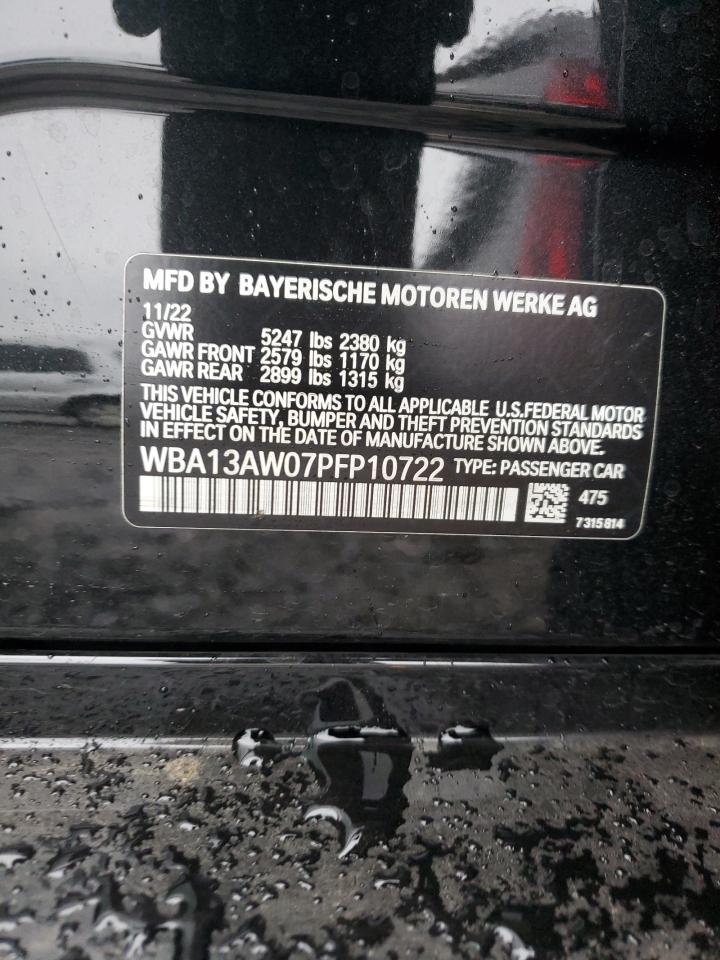 MFD BY BAYERISCHE MOTOREN WERKE AG
11/22
GVWR 5247 lbs 2380 kg
GAWR FRONT 2579 lbs 1170 kg
GAWR REAR 2899 lbs 1315 kg
THIS VEHICLE CONFORMS TO ALL APPLICABLE U.S.FEDERAL MOTOR
VEHICLE SAFETY, BUMPER AND THEFT PREVENTION STANDARDS
IN EFFECT ON THE DATE OF MANUFACTURE SHOWN ABOVE.
WBA13AW07PFP10722 TYPE: PASSENGER CAR
475
7315814